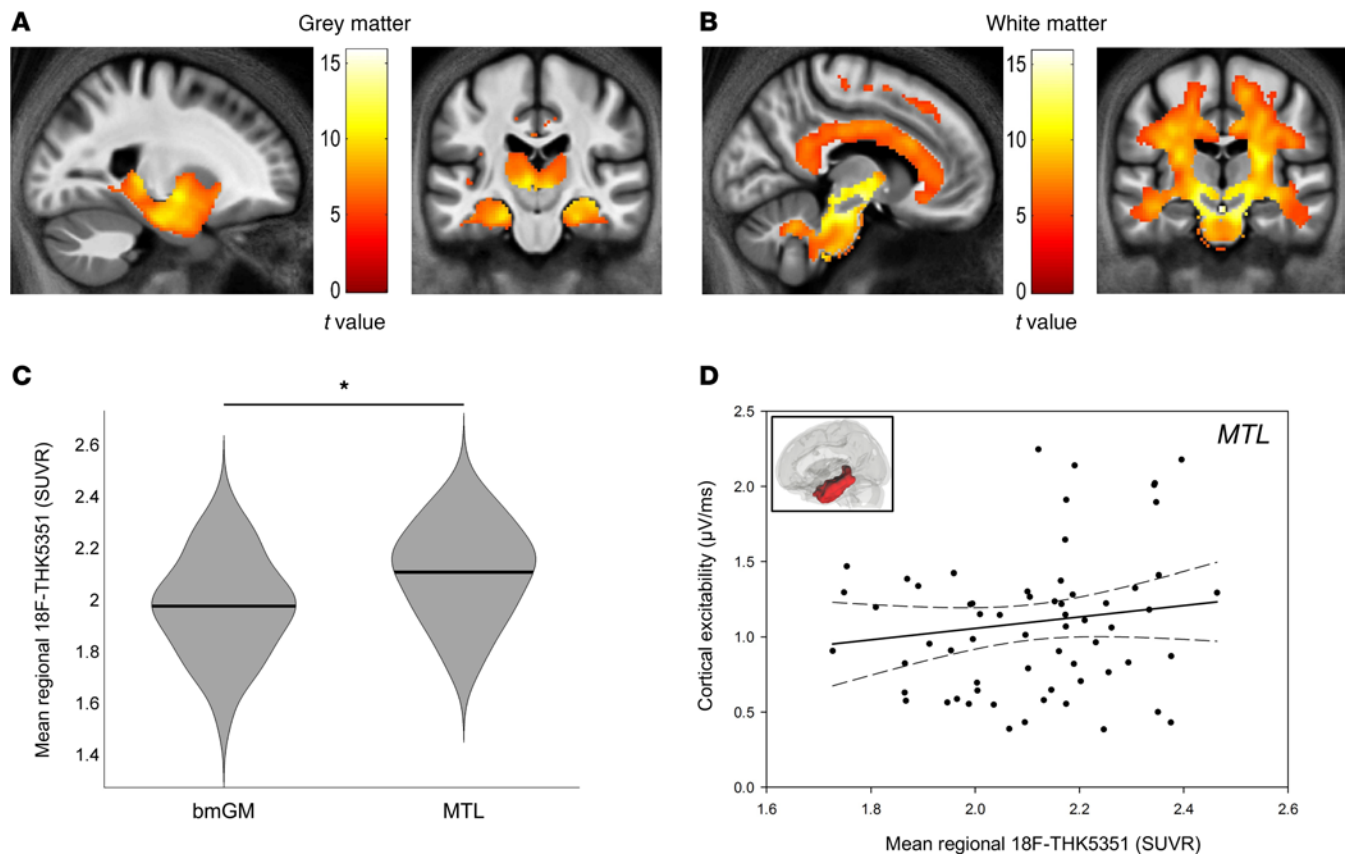 A
Grey matter
15
10
5
0
t value
B
White matter
15
10
5
0
t value
C
*
Mean regional 18F-THK5351 (SUVR)
2.6
2.4
2.2
2
1.8
1.6
1.4
bmGM
MTL
D
MTL
Cortical excitability (µV/ms)
2.5
2.0
1.5
1.0
0.5
0.0
1.6
1.8
2.0
2.2
2.4
2.6
Mean regional 18F-THK5351 (SUVR)